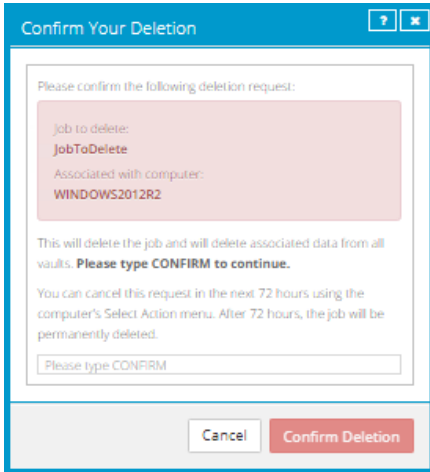 Confirm Your Deletion
? ×
Please confirm the following deletion request:
Job to delete:
JobToDelete
Associated with computer:
WINDOWS2012R2
This will delete the job and will delete associated data from all
vaults. Please type CONFIRM to continue.
You can cancel this request in the next 72 hours using the
computer's Select Action menu. After 72 hours, the job will be
permanently deleted.
Please type CONFIRM
Cancel Confirm Deletion